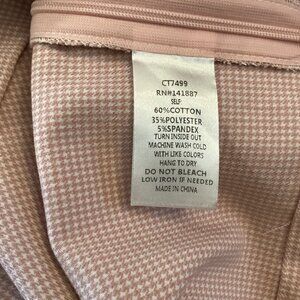 CT7499
RN#141887
SELF
60%COTTON
35%POLYESTER
5%SPANDEX
TURN INSIDE OUT
MACHINE WASH COLD
WITH LIKE COLORS
HANG TO DRY
DO NOT BLEACH
LOW IRON IF NEEDED
MADE IN CHINA